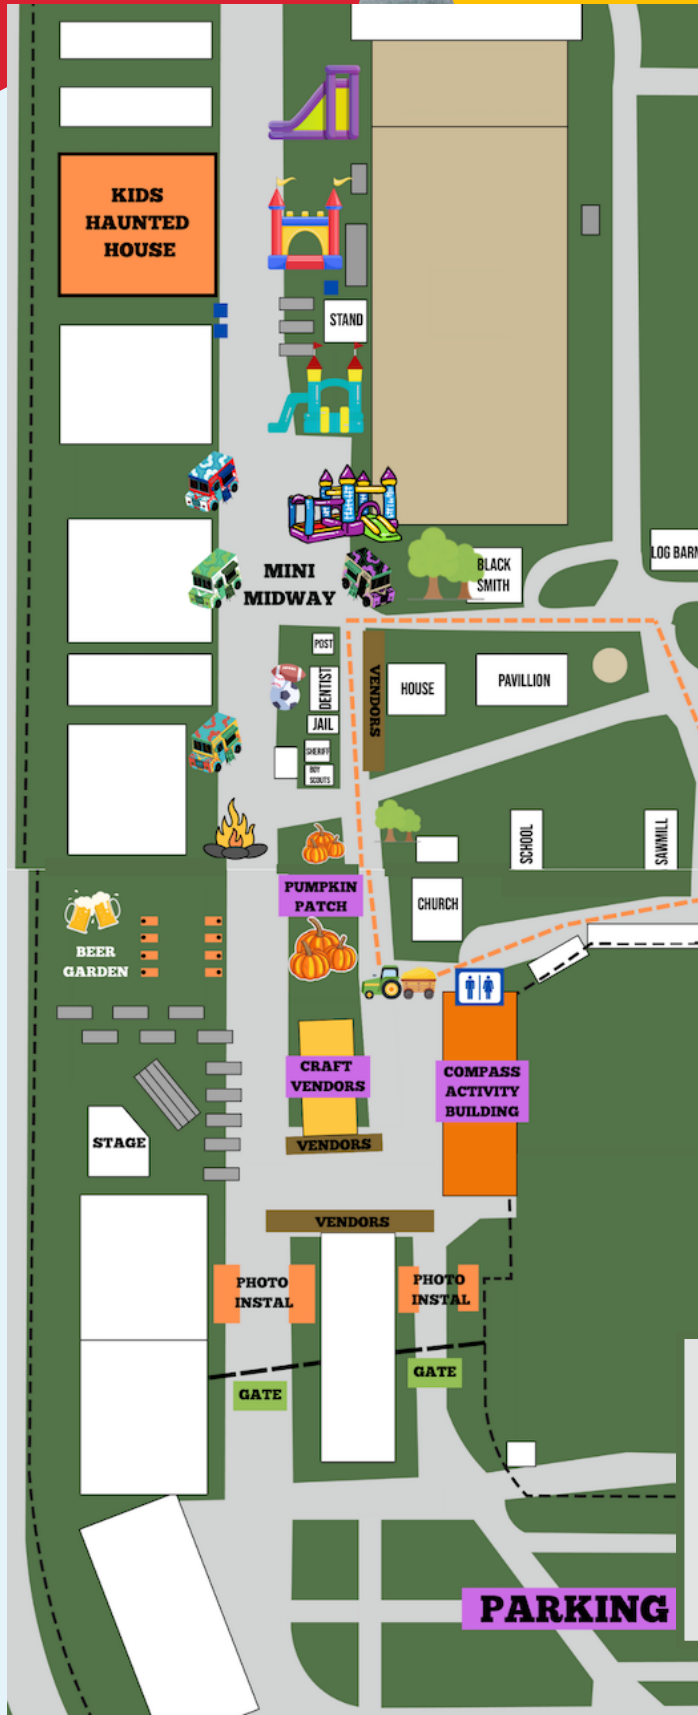 KIDS
HAUNTED
HOUSE
STAND
BLACK
SMITH
LOG BARN
MINI
MIDWAY
POST
DENTIST
JAIL
SHERIFF
BOY
SCOUTS
VENDORS
HOUSE
PAVILLION
SCHOOL
SAWMILL
PUMPKIN
PATCH
CHURCH
BEER
GARDEN
CRAFT
VENDORS
COMPASS
ACTIVITY
BUILDING
STAGE
VENDORS
VENDORS
PHOTO
INSTAL
PHOTO
INSTAL
GATE
GATE
PARKING